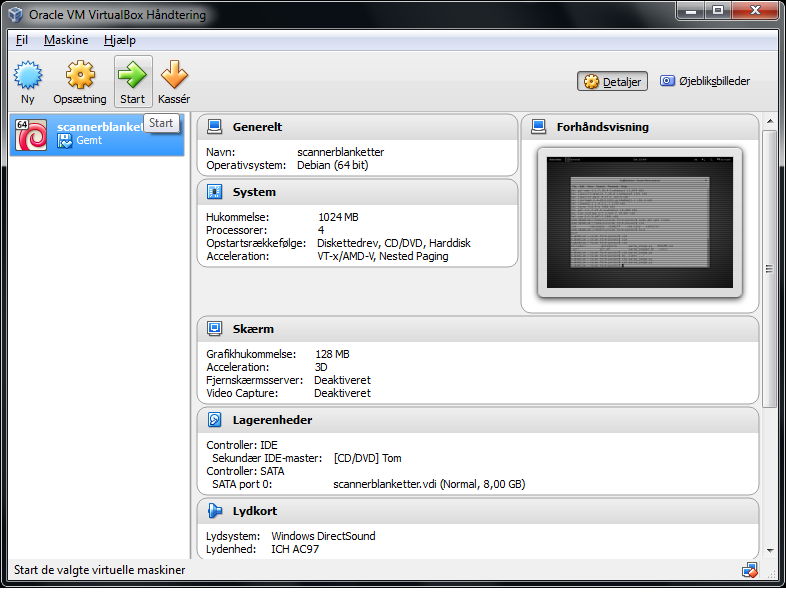 Oracle VM VirtualBox Håndtering
Fil Maskine Hjælp
Ny Opsætning Start Kassér
Detaljer Øjebliksbilleder
64 scannerblanke
Gemt
Start
Generelt
Navn: scannerblanketter
Operativsystem: Debian (64 bit)
System
Hukommelse: 1024 MB
Processorer: 4
Opstartsrækkefølge: Diskettedrev, CD/DVD, Harddisk
Acceleration: VT-x/AMD-V, Nested Paging
Forhåndsvisning
Skærm
Grafikhukommelse: 128 MB
Acceleration: 3D
Fjernskærmsserver: Deaktiveret
Video Capture: Deaktiveret
Lagerenheder
Controller: IDE
Sekundær IDE-master: [CD/DVD] Tom
Controller: SATA
SATA port 0: scannerblanketter.vdi (Normal, 8,00 GB)
Lydkort
Lydsystem: Windows DirectSound
Lydenhed: ICH AC97
Start de valgte virtuelle maskiner